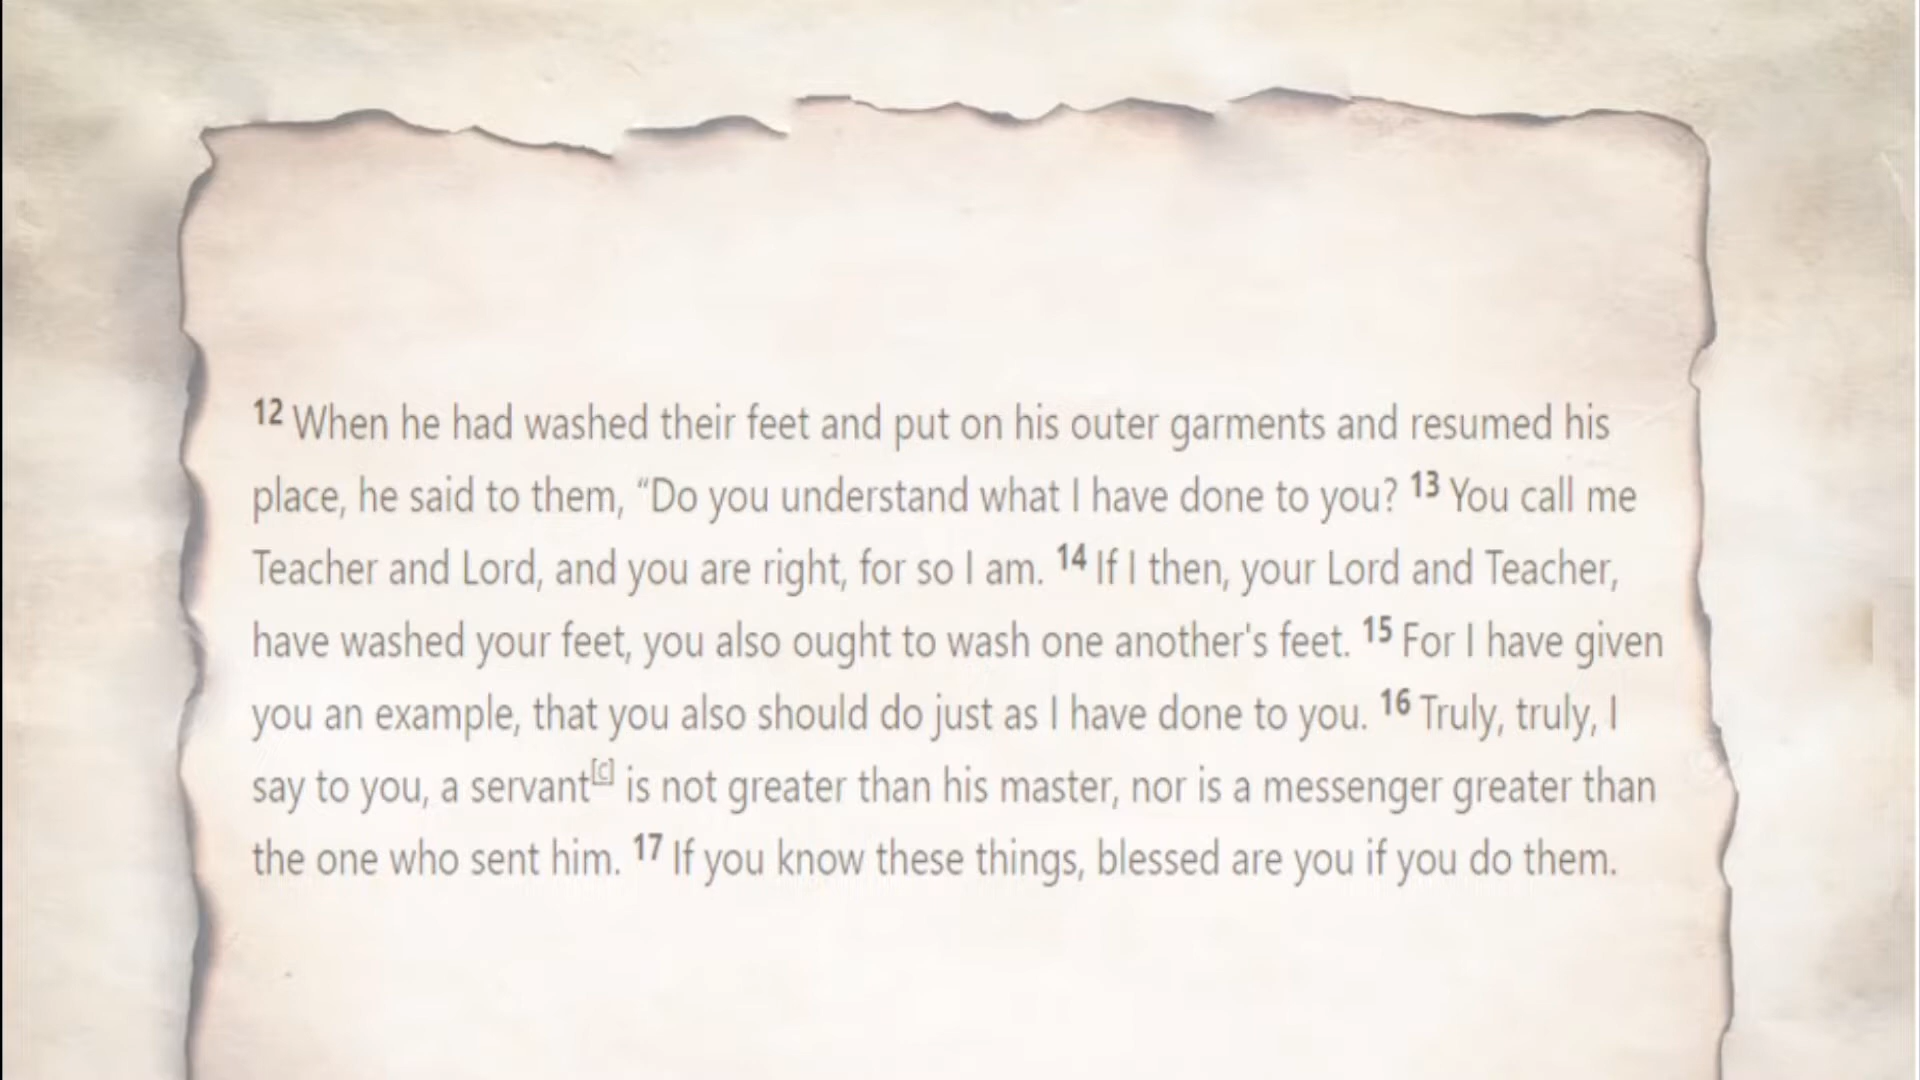 12 When he had washed their feet and put on his outer garments and resumed his
place, he said to them, “Do you understand what I have done to you? 13 You call me
Teacher and Lord, and you are right, for so I am. 14 If I then, your Lord and Teacher,
have washed your feet, you also ought to wash one another's feet. 15 For I have given
you an example, that you also should do just as I have done to you. 16 Truly, truly, I
say to you, a servant[c] is not greater than his master, nor is a messenger greater than
the one who sent him. 17 If you know these things, blessed are you if you do them.